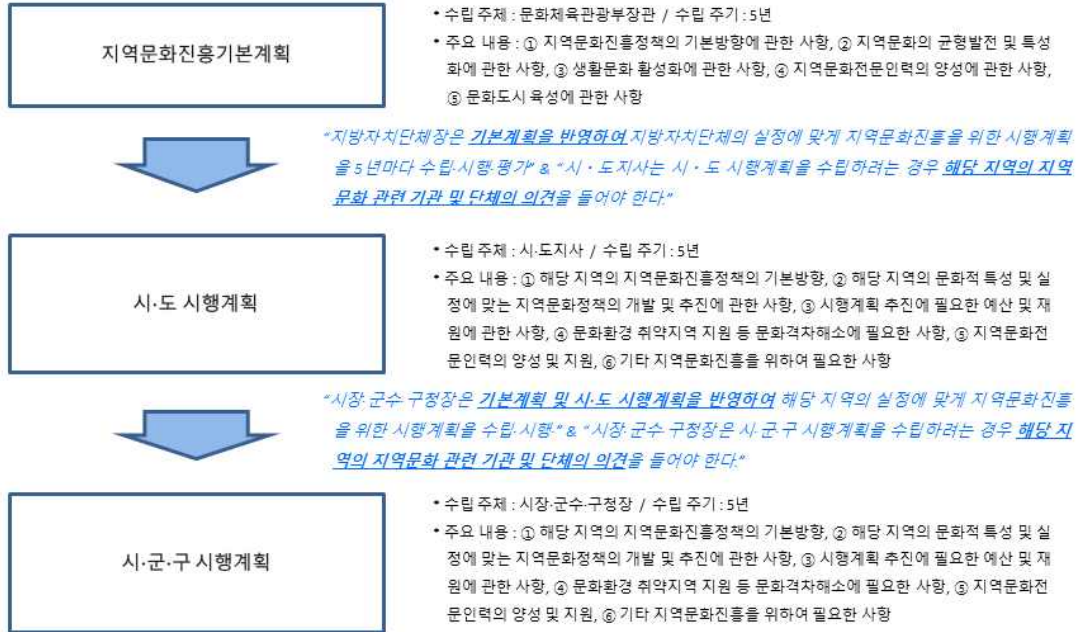 지역문화진흥기본계획
• 수립 주체 : 문화체육관광부장관 / 수립 주기 : 5년
• 주요 내용 : ① 지역문화진흥정책의 기본방향에 관한 사항, ② 지역문화의 균형발전 및 특성
화에 관한 사항, ③ 생활문화 활성화에 관한 사항, ④ 지역문화전문인력의 양성에 관한 사항,
⑤ 문화도시 육성에 관한 사항
“지방자치단체장은 기본계획을 반영하여 지방자치단체의 실정에 맞게 지역문화진흥을 위한 시행계획
을 5년마다 수립·시행·평가” & “시·도지사는 시·도 시행계획을 수립하려는 경우 해당 지역의 지역
문화 관련 기관 및 단체의 의견을 들어야 한다.”
시·도 시행계획
• 수립 주체 : 시·도지사 / 수립 주기 : 5년
• 주요 내용 : ① 해당 지역의 지역문화진흥정책의 기본방향, ② 해당 지역의 문화적 특성 및 실
정에 맞는 지역문화정책의 개발 및 추진에 관한 사항, ③ 시행계획 추진에 필요한 예산 및 재
원에 관한 사항, ④ 문화환경 취약지역 지원 등 문화격차해소에 필요한 사항, ⑤ 지역문화전
문인력의 양성 및 지원, ⑥ 기타 지역문화진흥을 위하여 필요한 사항
“시장·군수·구청장은 기본계획 및 시·도 시행계획을 반영하여 해당 지역의 실정에 맞게 지역문화진흥
을 위한 시행계획을 수립·시행” & “시장·군수·구청장은 시·군·구 시행계획을 수립하려는 경우 해당 지
역의 지역문화 관련 기관 및 단체의 의견을 들어야 한다.”
시·군·구 시행계획
• 수립 주체 : 시장·군수·구청장 / 수립 주기 : 5년
• 주요 내용 : ① 해당 지역의 지역문화진흥정책의 기본방향, ② 해당 지역의 문화적 특성 및 실
정에 맞는 지역문화정책의 개발 및 추진에 관한 사항, ③ 시행계획 추진에 필요한 예산 및 재
원에 관한 사항, ④ 문화환경 취약지역 지원 등 문화격차해소에 필요한 사항, ⑤ 지역문화전
문인력의 양성 및 지원, ⑥ 기타 지역문화진흥을 위하여 필요한 사항